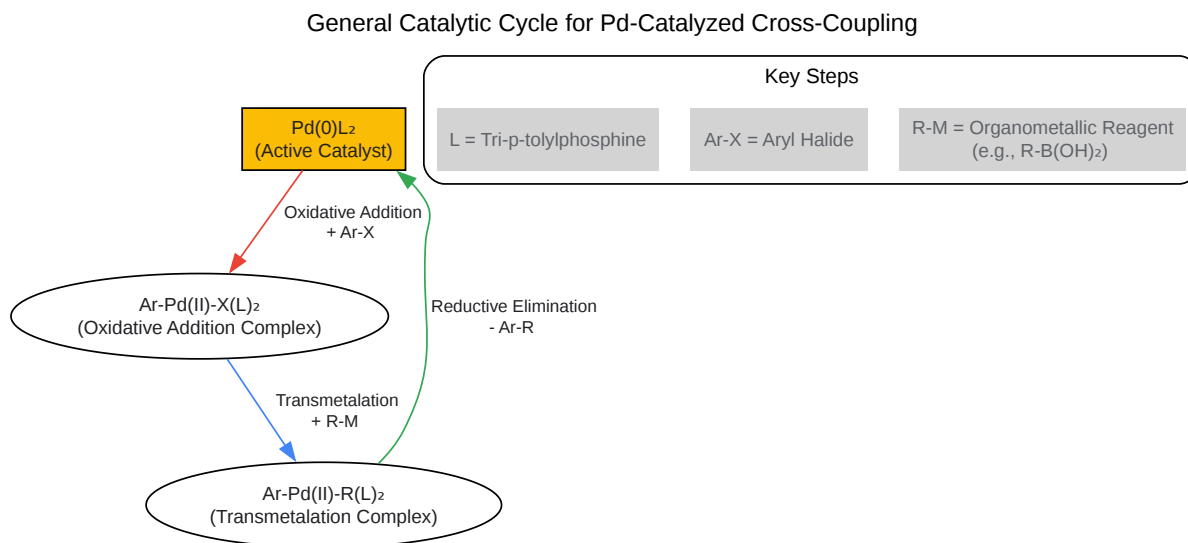 General Catalytic Cycle for Pd-Catalyzed Cross-Coupling
Key Steps
L = Tri-p-tolylphosphine
Ar-X = Aryl Halide
R-M = Organometallic Reagent
(e.g., R-B(OH)₂)
Pd(0)L₂
(Active Catalyst)
Oxidative Addition
+ Ar-X
Ar-Pd(II)-X(L)₂
(Oxidative Addition Complex)
Reductive Elimination
- Ar-R
Transmetalation
+ R-M
Ar-Pd(II)-R(L)₂
(Transmetalation Complex)